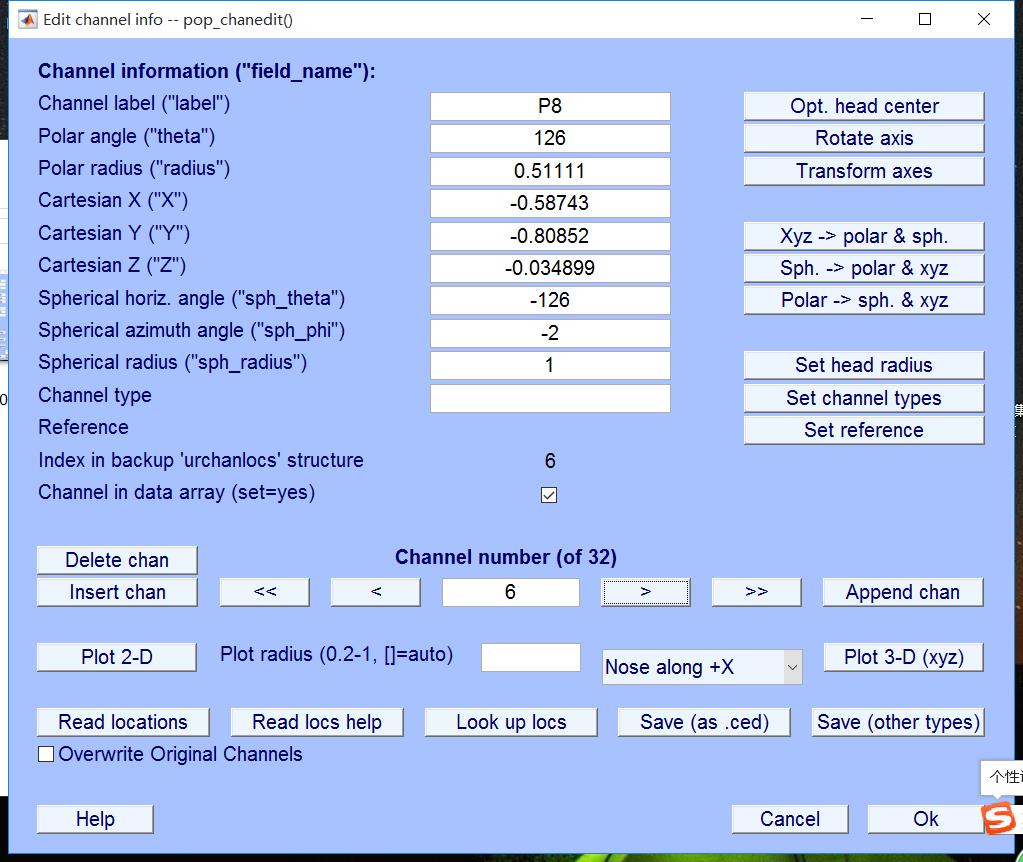 Edit channel info -- pop_chanedit()
Channel information ("field_name"):
Channel label ("label") P8 Opt. head center
Polar angle ("theta") 126 Rotate axis
Polar radius ("radius") 0.51111 Transform axes
Cartesian X ("X") -0.58743
Cartesian Y ("Y") -0.80852 Xyz -> polar & sph.
Cartesian Z ("Z") -0.034899 Sph. -> polar & xyz
Spherical horiz. angle ("sph_theta") -126 Polar -> sph. & xyz
Spherical azimuth angle ("sph_phi") -2
Spherical radius ("sph_radius") 1 Set head radius
Channel type Set channel types
Reference Set reference
Index in backup 'urchanlocs' structure 6
Channel in data array (set=yes)
Delete chan Channel number (of 32)
Insert chan << < 6 > >> Append chan
Plot 2-D Plot radius (0.2-1, []=auto) Nose along +X Plot 3-D (xyz)
Read locations Read locs help Look up locs Save (as .ced) Save (other types)
Overwrite Original Channels
个性
Help Cancel Ok